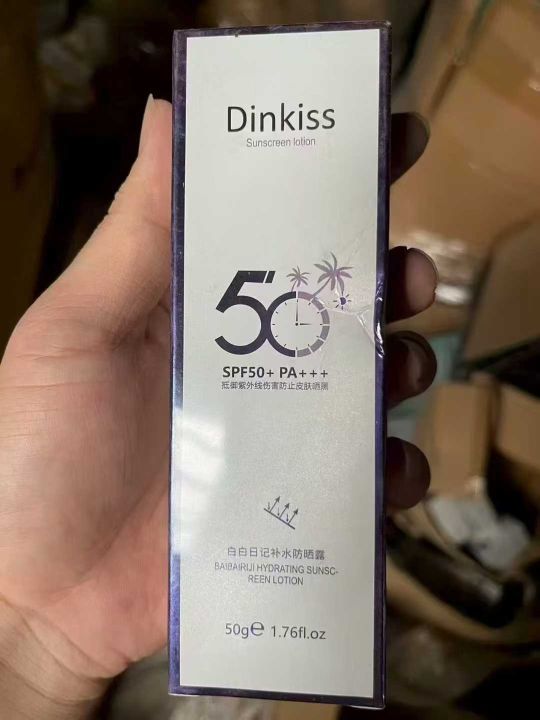 Dinkiss
Sunscreen lotion
50
SPF50+ PA+++
抵御紫外线伤害防止皮肤晒黑
白白日记补水防晒露
BAIBAIRIJI HYDRATING SUNSC-
REEN LOTION
50g℮ 1.76fl.oz